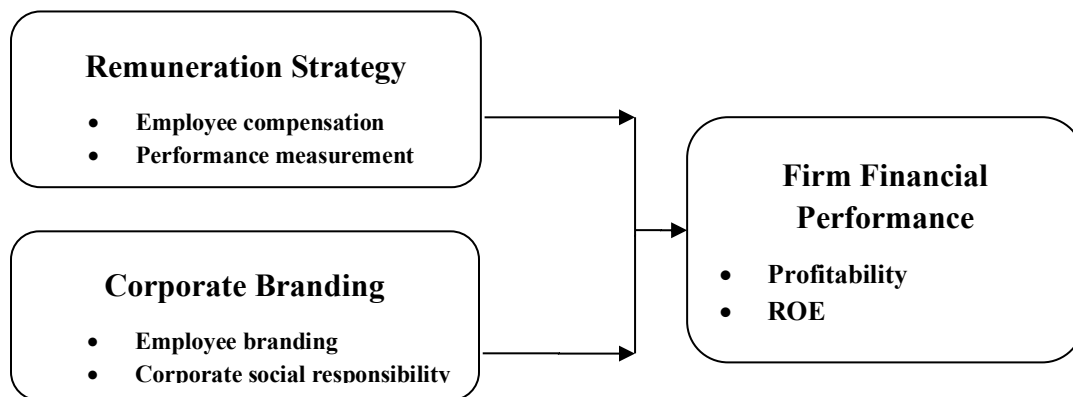 Remuneration Strategy
• Employee compensation
• Performance measurement
Corporate Branding
• Employee branding
• Corporate social responsibility
Firm Financial
Performance
• Profitability
• ROE